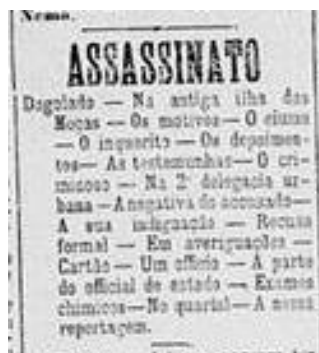 Nemo.
ASSASSINATO
Degolado — Na antiga ilha das
Moças — Os motivos — O ciume
— O inquerito — Os depoimen-
tos — As testemunhas — O cri-
minoso — Na 2ª delegacia ur-
bana — A negativa do accusado —
A sua indignação — Recusa
formal — Em averiguações —
Cartão — Um officio — A parte
do official de estado — Exames
chimicos — No quartel — A nossa
reportagem.